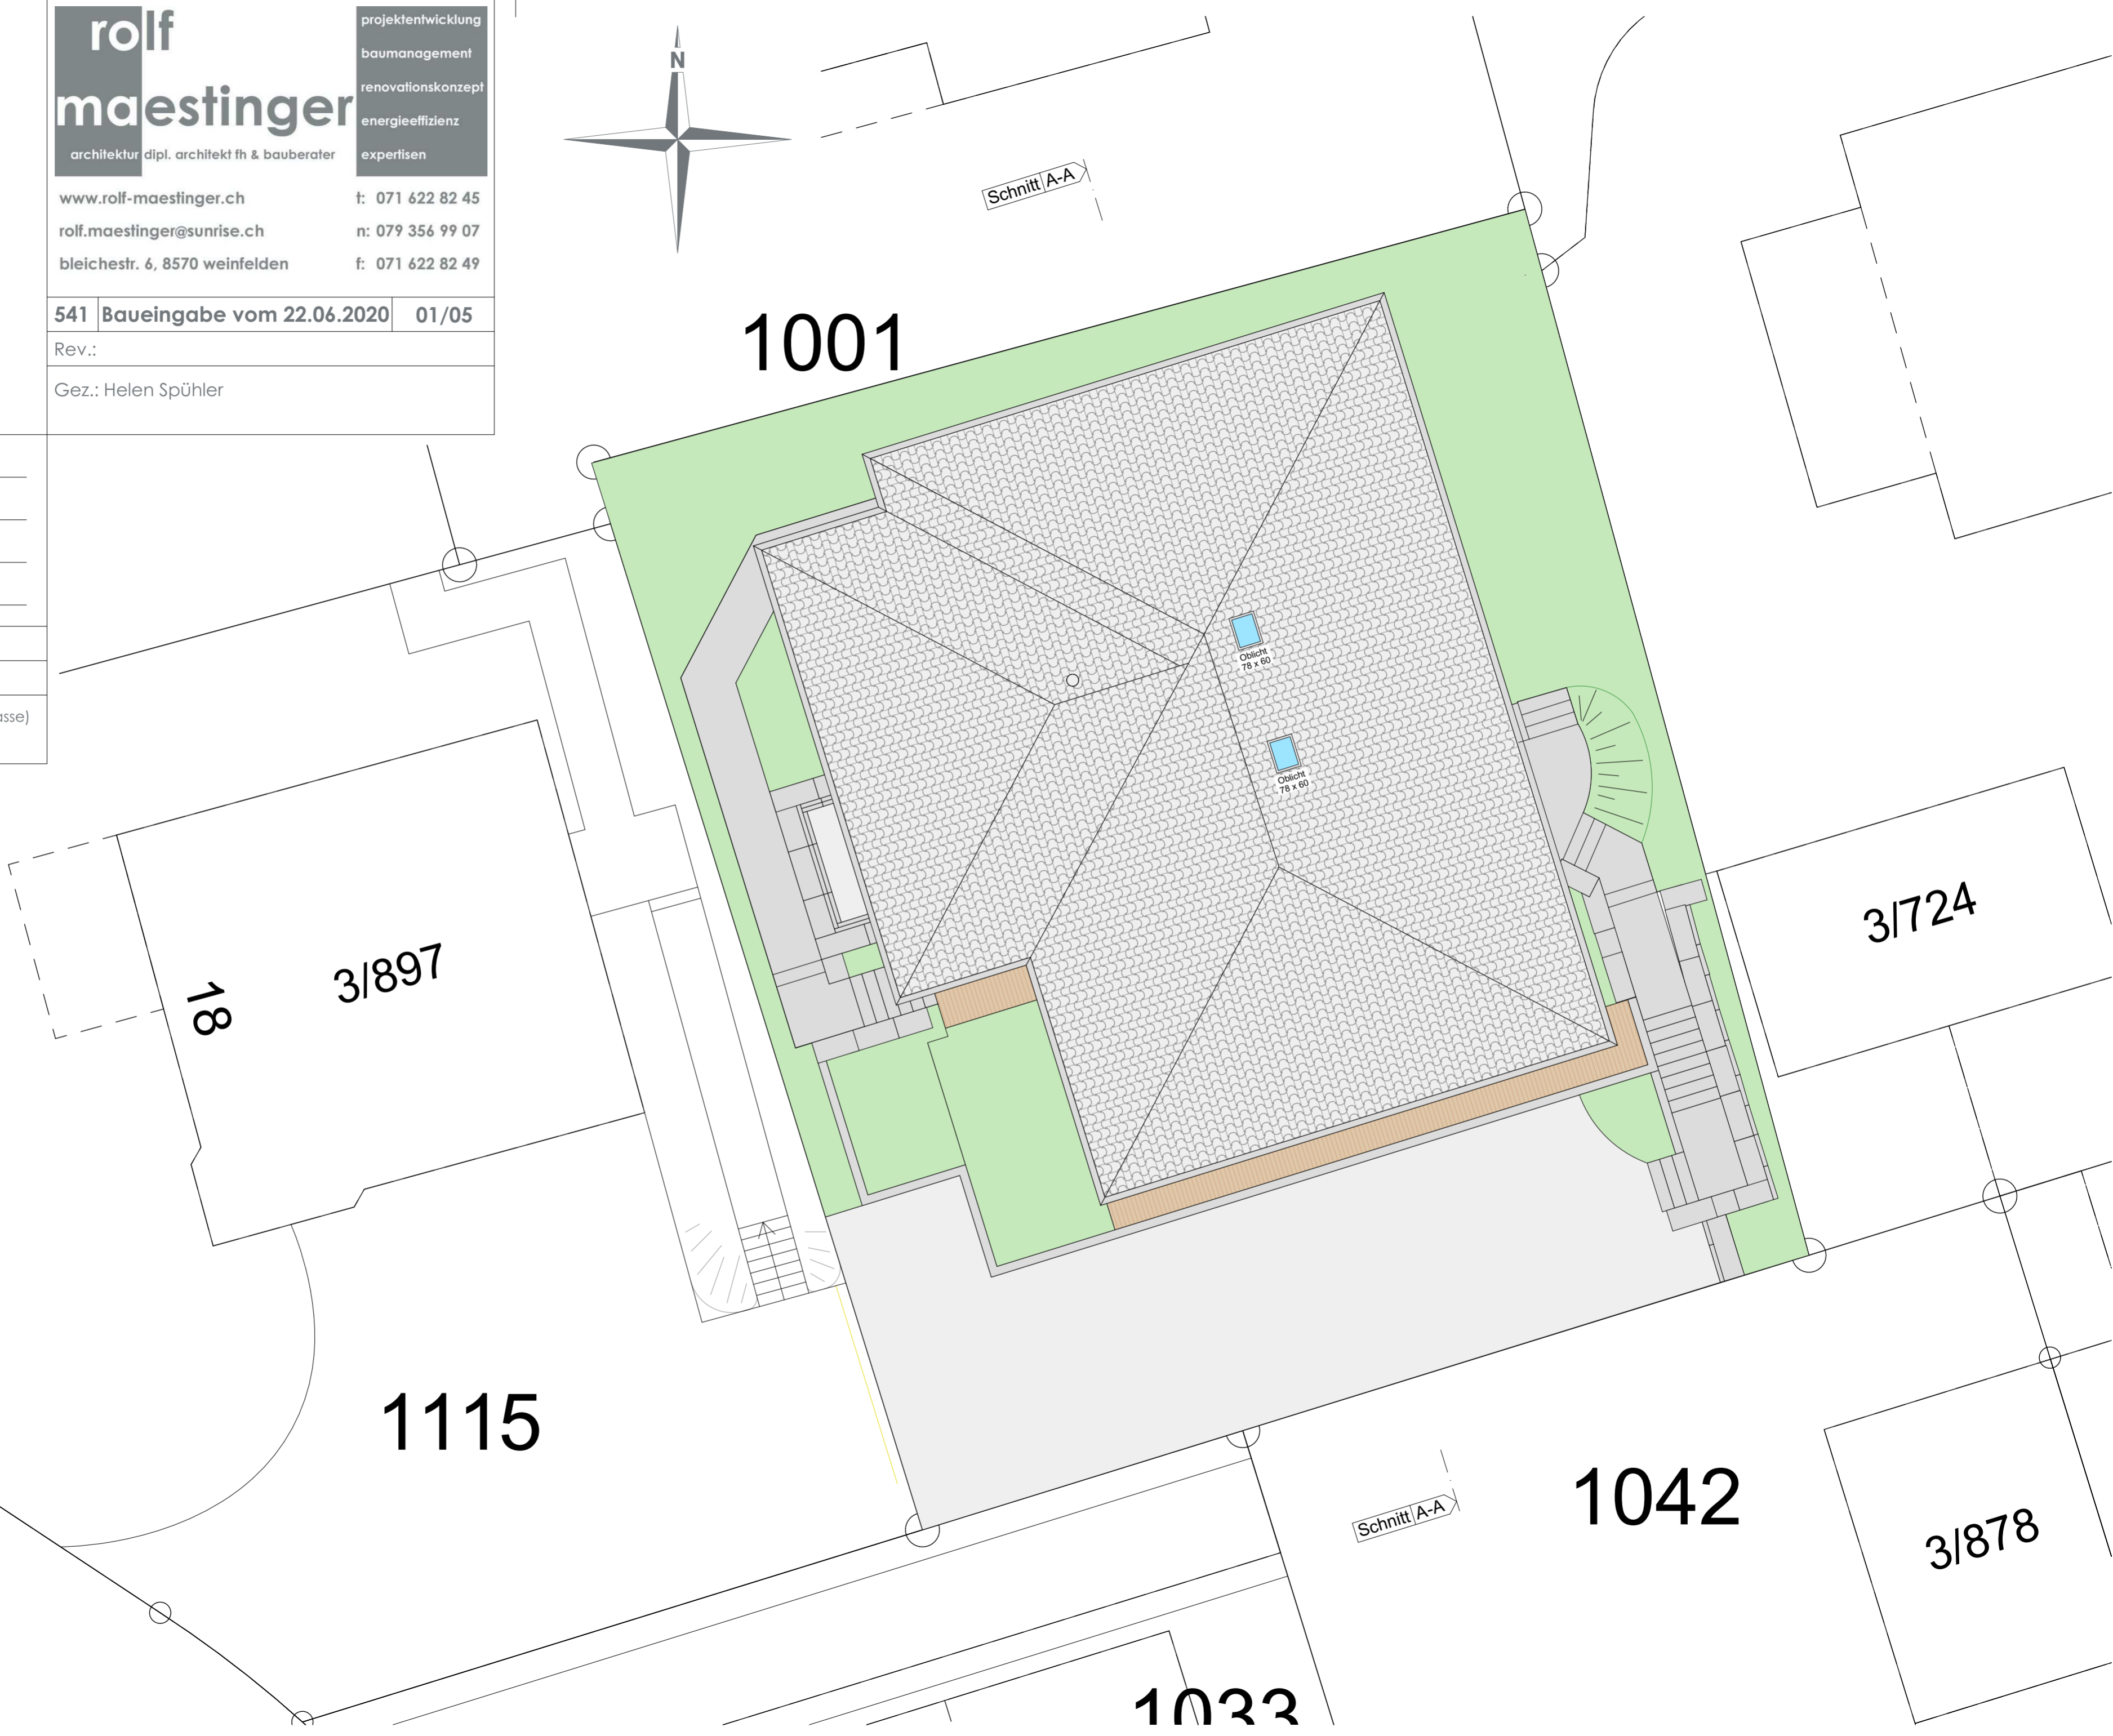 rolf
maestinger
architektur dipl. architekt fh & bauberater
projektentwicklung
baumanagement
renovationskonzept
energieeffizienz
expertisen
www.rolf-maestinger.ch t: 071 622 82 45
rolf.maestinger@sunrise.ch n: 079 356 99 07
bleichestr. 6, 8570 weinfelden f: 071 622 82 49
541 Baueingabe vom 22.06.2020 01/05
Rev.:
Gez.: Helen Spühler
asse)
N
Schnitt A-A
1001
Oblicht
78 x 60
Oblicht
78 x 60
3/724
3/897
18
1115
1042
Schnitt A-A
3/878
1033